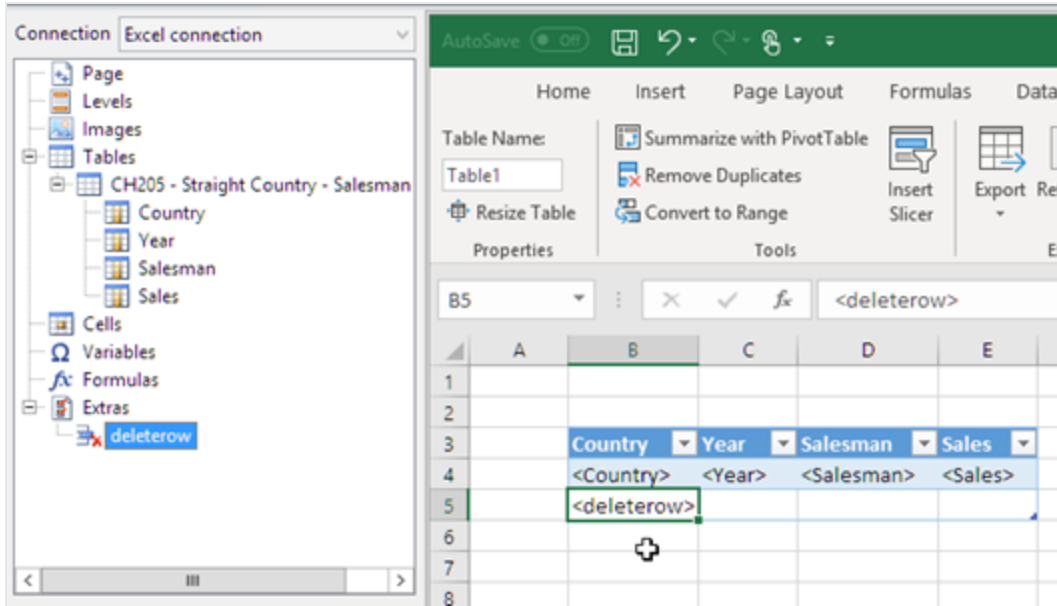 Connection Excel connection
Page
Levels
Images
Tables
CH205 - Straight Country - Salesman
Country
Year
Salesman
Sales
Cells
Variables
Formulas
Extras
deleterow
AutoSave Off
Home Insert Page Layout Formulas Data
Table Name:
Table1
Resize Table
Properties
Summarize with PivotTable
Remove Duplicates
Convert to Range
Tools
Insert
Slicer
Export Re
E
B5 fx <deleterow>
A B C D E
1
2
3 Country Year Salesman Sales
4 <Country> <Year> <Salesman> <Sales>
5 <deleterow>
6
7
8